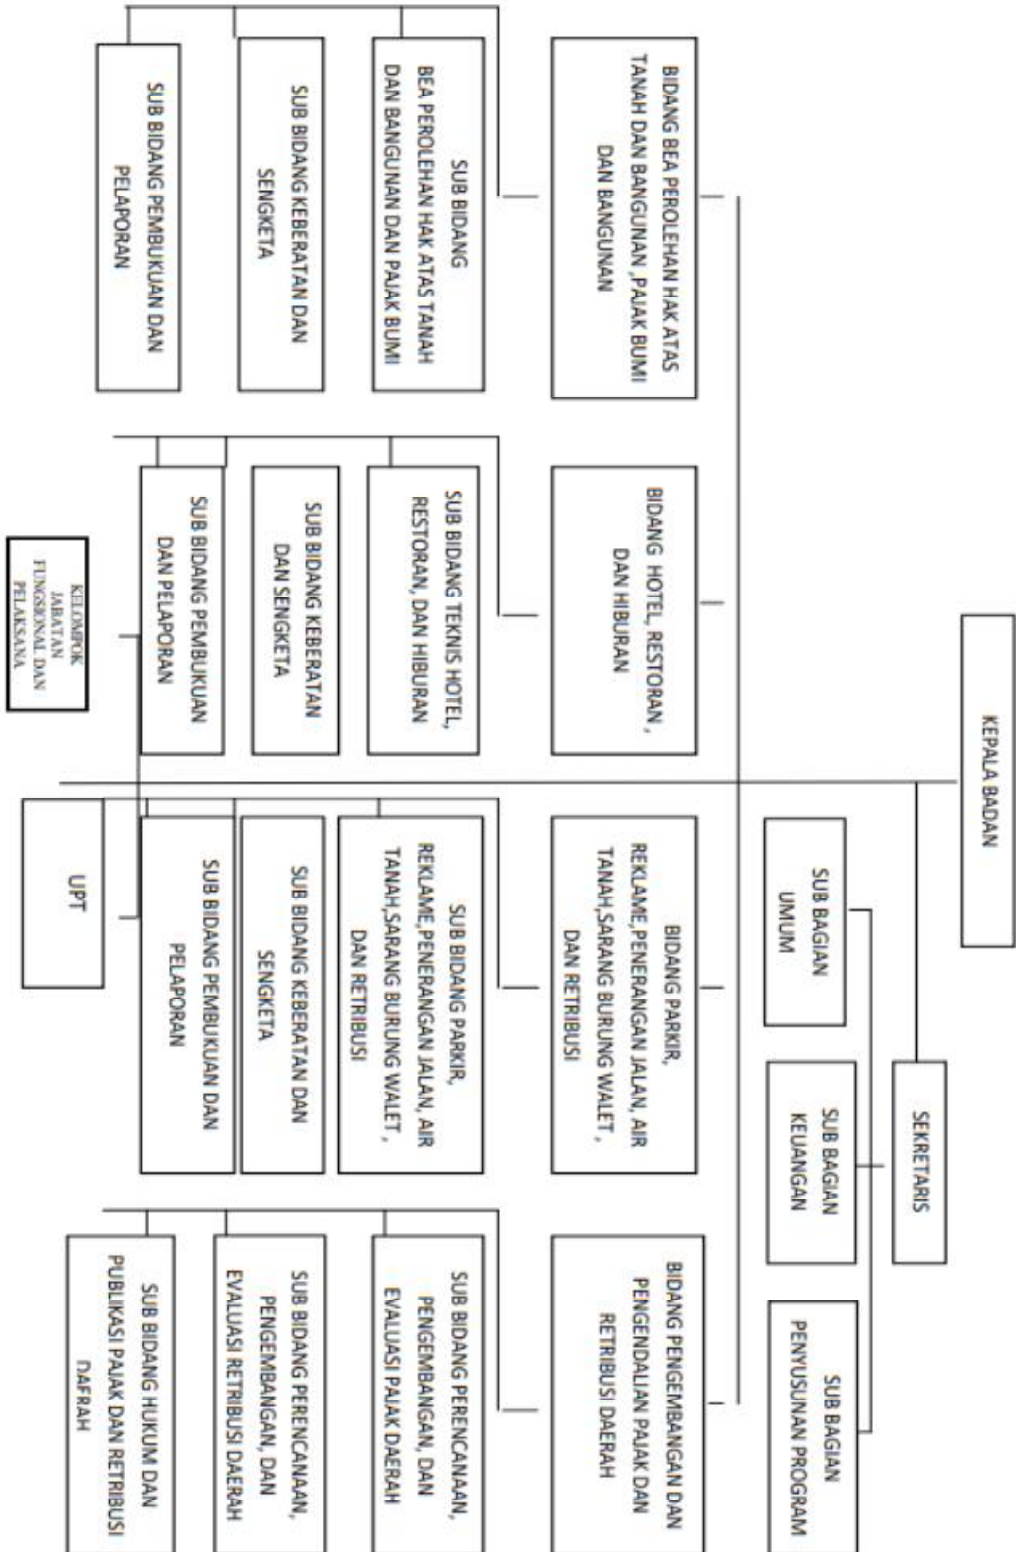 KEPALA BADAN
SEKRETARIS
SUB BAGIAN
UMUM
SUB BAGIAN
KEUANGAN
SUB BAGIAN
PENYUSUNAN PROGRAM
BIDANG BEA PEROLEHAN HAK ATAS
TANAH DAN BANGUNAN ,PAJAK BUMI
DAN BANGUNAN
BIDANG HOTEL, RESTORAN ,
DAN HIBURAN
BIDANG PARKIR,
REKLAME,PENERANGAN JALAN, AIR
TANAH,SARANG BURUNG WALET ,
DAN RETRIBUSI
BIDANG PENGEMBANGAN DAN
PENGENDALIAN PAJAK DAN
RETRIBUSI DAERAH
SUB BIDANG
BEA PEROLEHAN HAK ATAS TANAH
DAN BANGUNAN DAN PAJAK BUMI
SUB BIDANG TEKNIS HOTEL,
RESTORAN, DAN HIBURAN
SUB BIDANG PARKIR,
REKLAME,PENERANGAN JALAN, AIR
TANAH,SARANG BURUNG WALET ,
DAN RETRIBUSI
SUB BIDANG PERENCANAAN,
PENGEMBANGAN, DAN
EVALUASI PAJAK DAERAH
SUB BIDANG KEBERATAN DAN
SENGKETA
SUB BIDANG KEBERATAN
DAN SENGKETA
SUB BIDANG KEBERATAN DAN
SENGKETA
SUB BIDANG PERENCANAAN,
PENGEMBANGAN, DAN
EVALUASI RETRIBUSI DAERAH
SUB BIDANG PEMBUKUAN DAN
PELAPORAN
SUB BIDANG PEMBUKUAN
DAN PELAPORAN
SUB BIDANG PEMBUKUAN DAN
PELAPORAN
SUB BIDANG HUKUM DAN
PUBLIKASI PAJAK DAN RETRIBUSI
DAERAH
KELOMPOK
JABATAN
FUNGSIONAL DAN
PELAKSANA
UPT